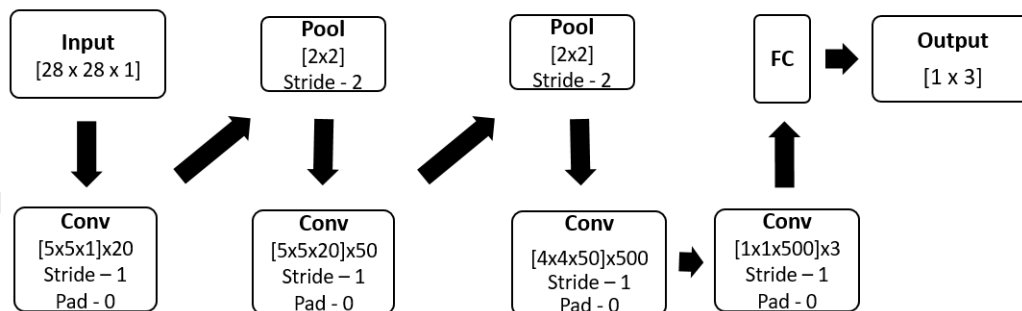 Input
[28 x 28 x 1]
Conv
[5x5x1]x20
Stride – 1
Pad - 0
Pool
[2x2]
Stride - 2
Conv
[5x5x20]x50
Stride – 1
Pad - 0
Pool
[2x2]
Stride - 2
Conv
[4x4x50]x500
Stride – 1
Pad - 0
Conv
[1x1x500]x3
Stride – 1
Pad - 0
FC
Output
[1 x 3]